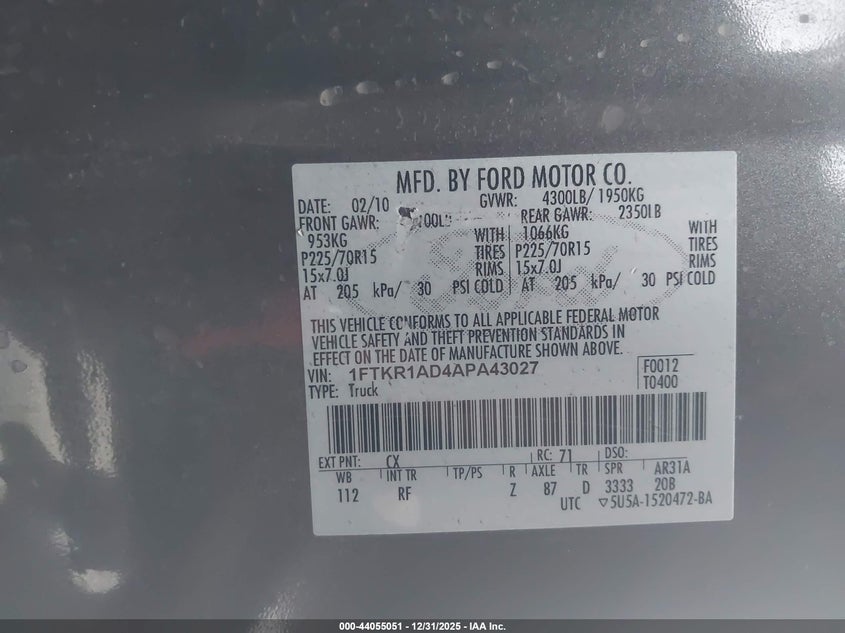 MFD. BY FORD MOTOR CO.
DATE: 02/10 GVWR: 4300LB/ 1950KG
FRONT GAWR: 100LB REAR GAWR: 2350LB
953KG WITH 1066KG WITH
P225/70R15 TIRES P225/70R15 TIRES
15x7.0J RIMS 15x7.0J RIMS
AT 205 kPa/ 30 PSI COLD AT 205 kPa/ 30 PSI COLD
THIS VEHICLE CONFORMS TO ALL APPLICABLE FEDERAL MOTOR
VEHICLE SAFETY AND THEFT PREVENTION STANDARDS IN
EFFECT ON THE DATE OF MANUFACTURE SHOWN ABOVE.
VIN: 1FTKR1AD4APA43027 F0012
TYPE: Truck T0400
EXT PNT: CX RC: 71 DSO:
WB INT TR TP/PS R AXLE TR SPR AR31A
112 RF Z 87 D 3333 20B
UTC ▽5U5A-1520472-BA
000-44055051 - 12/31/2025 - IAA Inc.